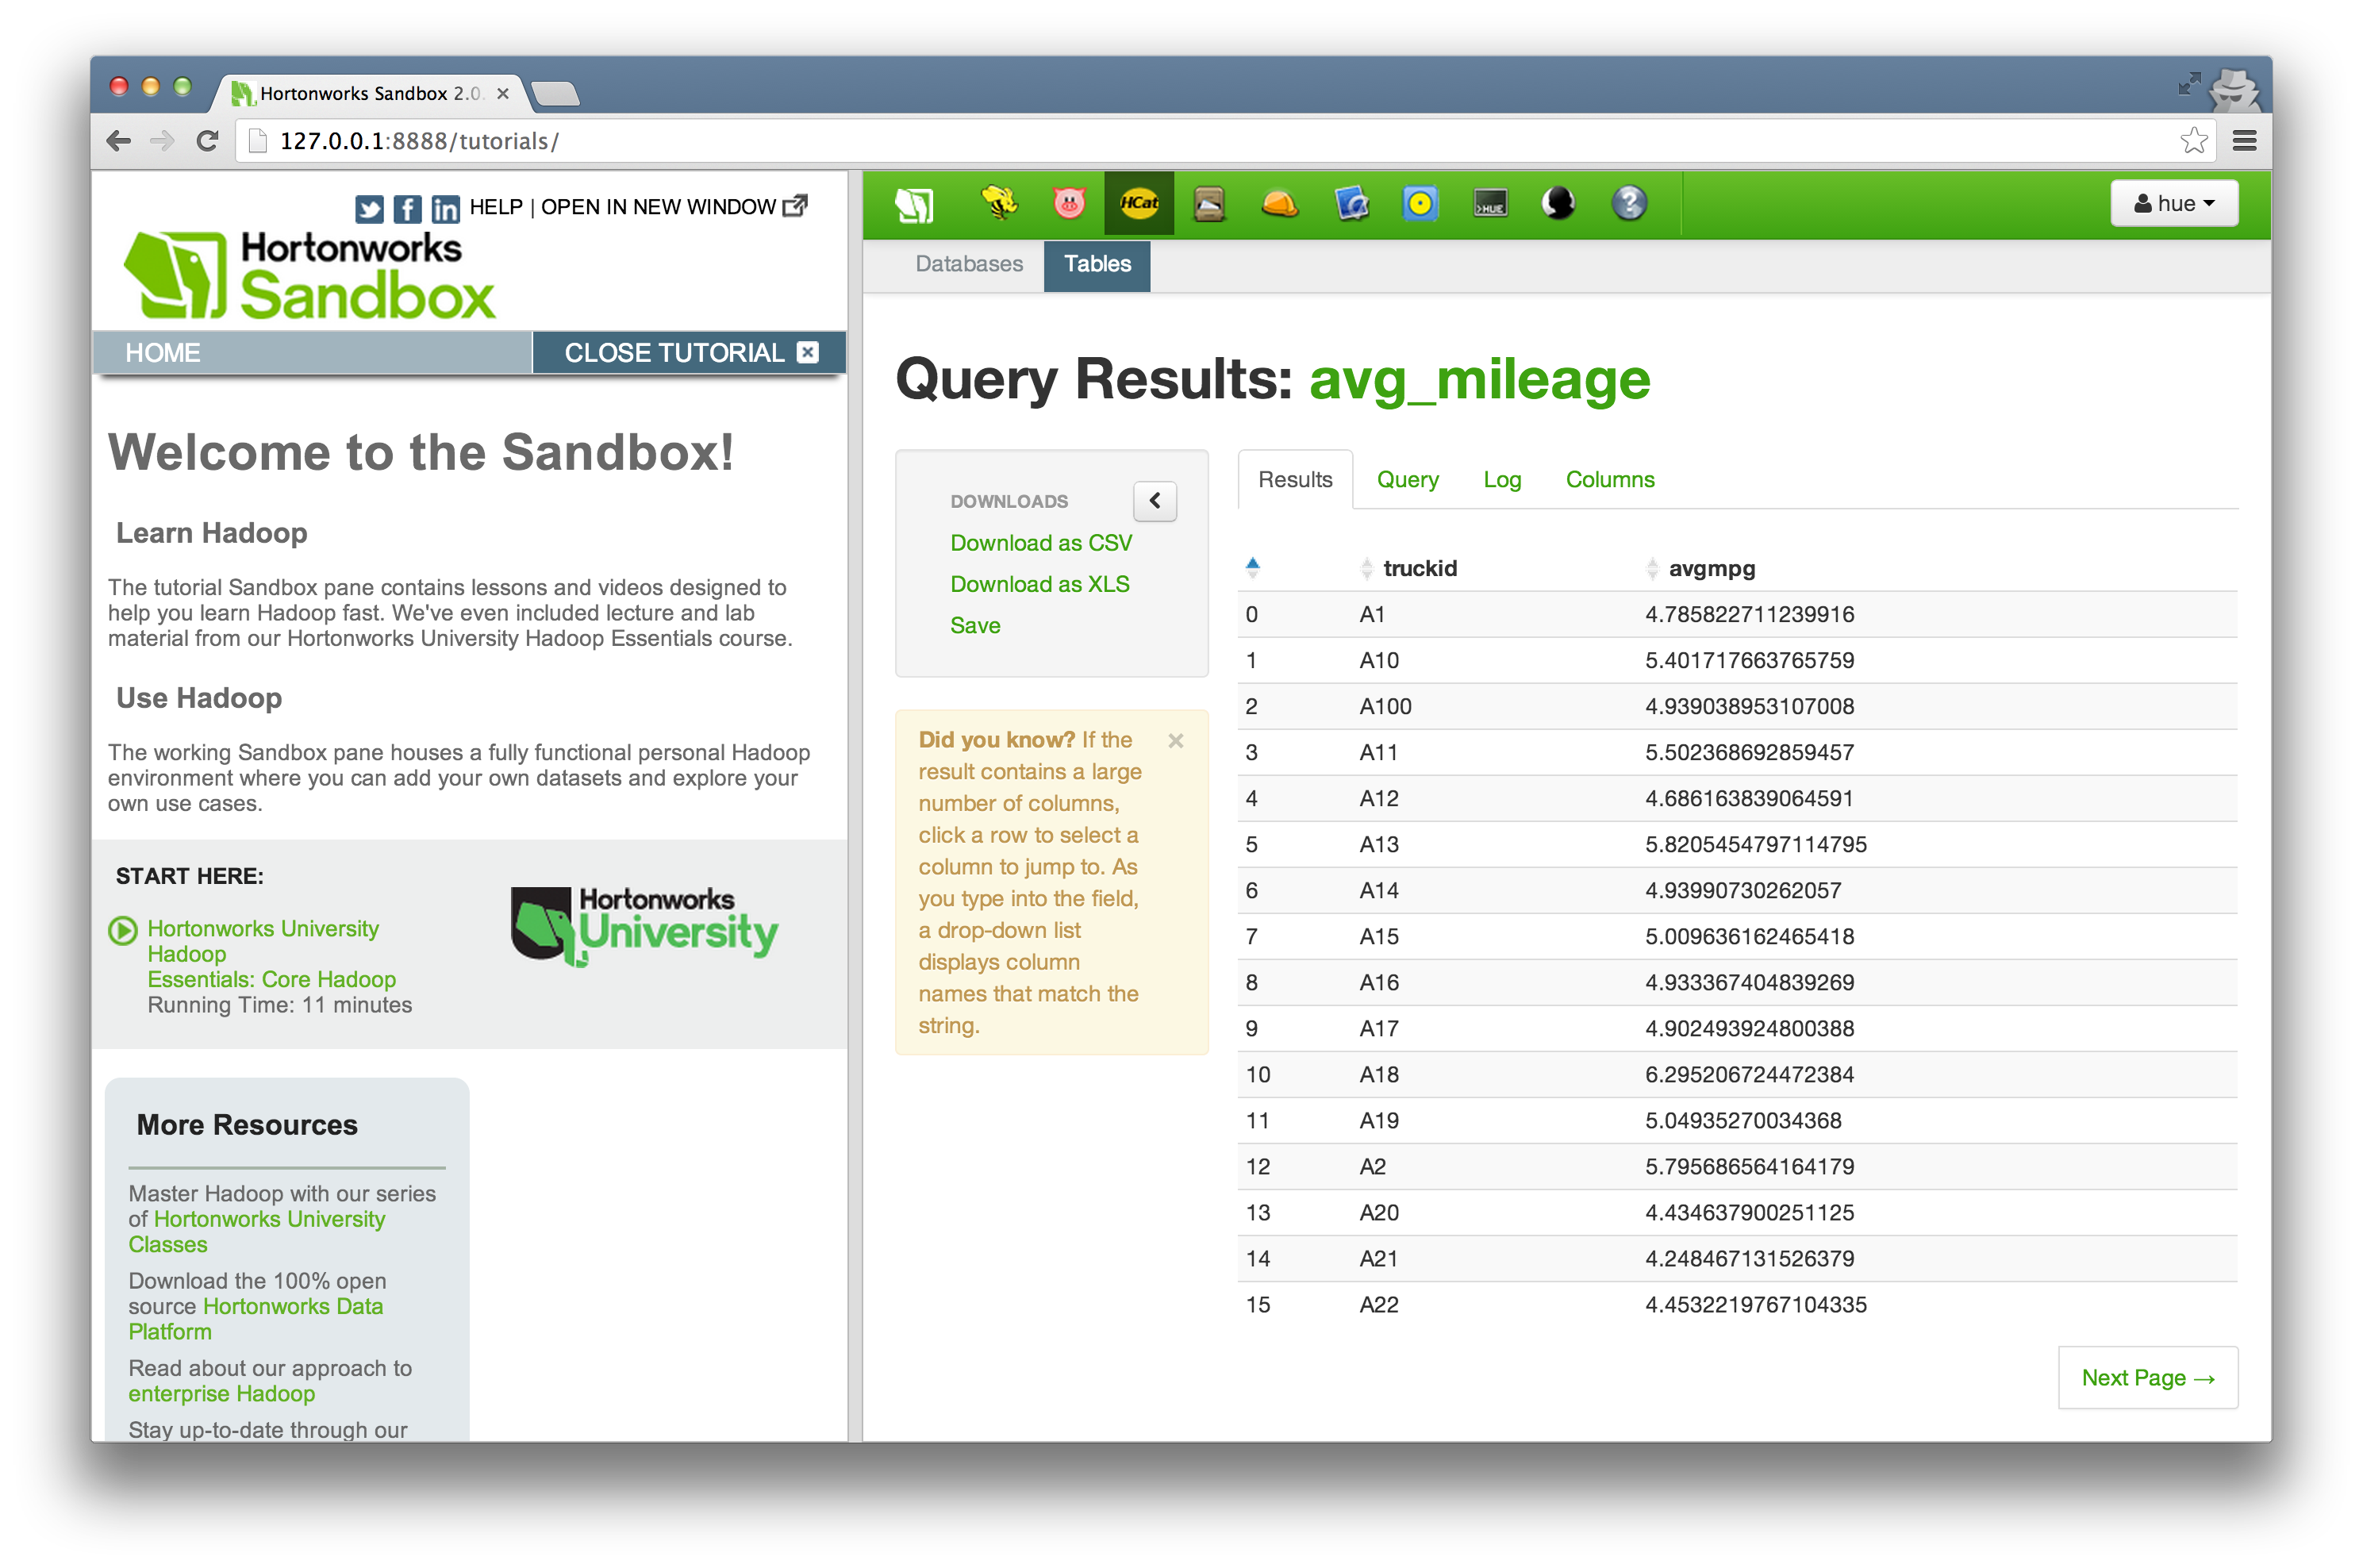 Hortonworks Sandbox 2.0.
127.0.0.1:8888/tutorials/
HELP | OPEN IN NEW WINDOW
Hortonworks
Sandbox
HOME
CLOSE TUTORIAL
Welcome to the Sandbox!
Learn Hadoop
The tutorial Sandbox pane contains lessons and videos designed to
help you learn Hadoop fast. We've even included lecture and lab
material from our Hortonworks University Hadoop Essentials course.
Use Hadoop
The working Sandbox pane houses a fully functional personal Hadoop
environment where you can add your own datasets and explore your
own use cases.
START HERE:
Hortonworks University
Hadoop
Essentials: Core Hadoop
Running Time: 11 minutes
Hortonworks
University
More Resources
Master Hadoop with our series
of Hortonworks University
Classes
Download the 100% open
source Hortonworks Data
Platform
Read about our approach to
enterprise Hadoop
Stay up-to-date through our
HCat
>HUE
?
hue
Databases
Tables
Query Results: avg_mileage
DOWNLOADS
Download as CSV
Download as XLS
Save
Did you know? If the
result contains a large
number of columns,
click a row to select a
column to jump to. As
you type into the field,
a drop-down list
displays column
names that match the
string.
Results Query Log Columns
truckid avgmpg
0 A1 4.785822711239916
1 A10 5.401717663765759
2 A100 4.939038953107008
3 A11 5.502368692859457
4 A12 4.686163839064591
5 A13 5.8205454797114795
6 A14 4.93990730262057
7 A15 5.009636162465418
8 A16 4.933367404839269
9 A17 4.902493924800388
10 A18 6.295206724472384
11 A19 5.04935270034368
12 A2 5.795686564164179
13 A20 4.434637900251125
14 A21 4.248467131526379
15 A22 4.4532219767104335
Next Page →